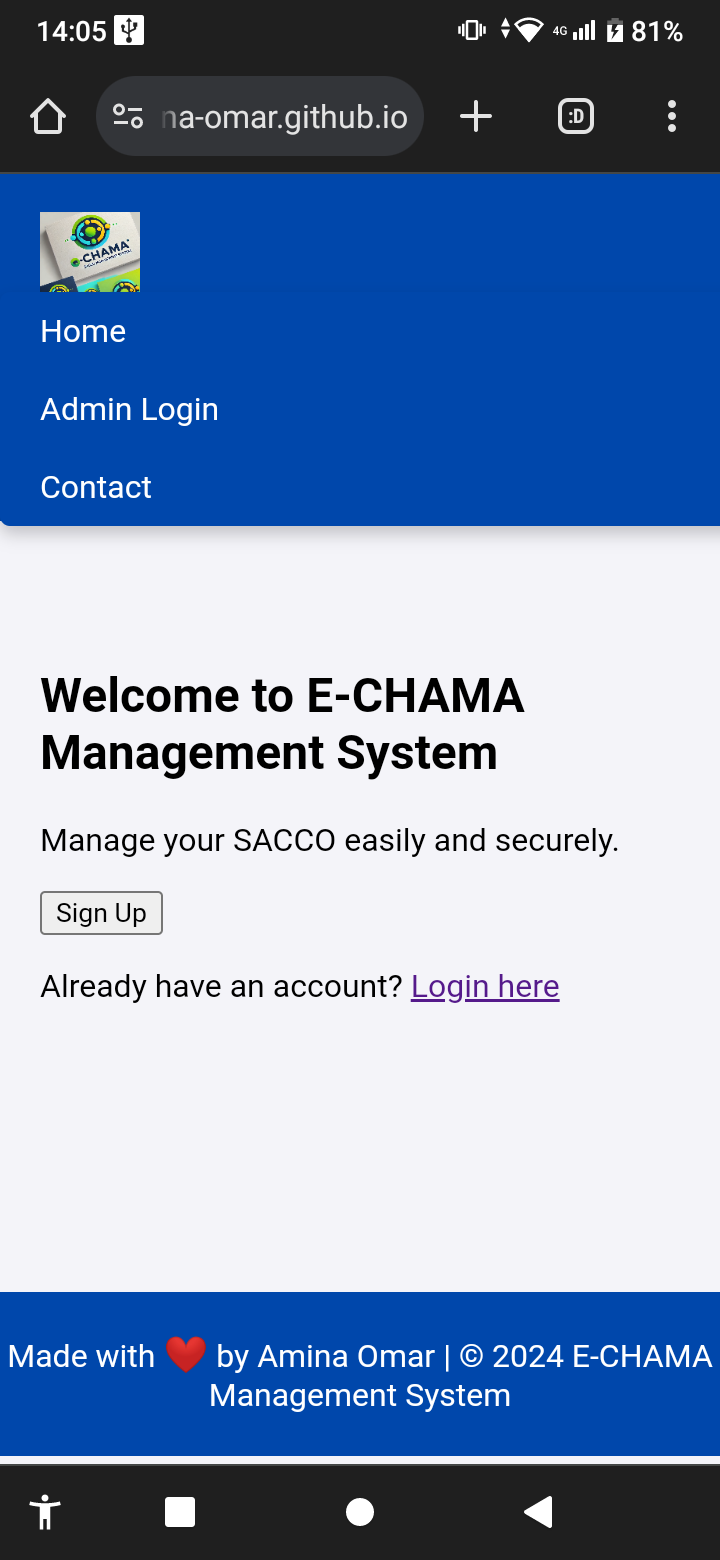 14:05
4G
81%
na-omar.github.io
:D
e-CHAMA
Home
Admin Login
Contact
Welcome to E-CHAMA
Management System
Manage your SACCO easily and securely.
Sign Up
Already have an account? Login here
Made with ❤️ by Amina Omar | © 2024 E-CHAMA
Management System